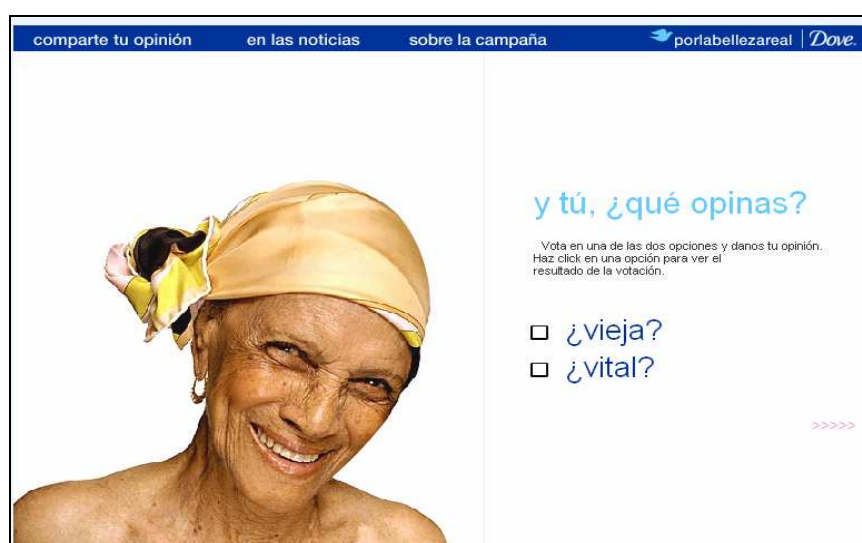 comparte tu opinión en las noticias sobre la campaña porlabellezareal | Dove.
y tú, ¿qué opinas?
Vota en una de las dos opciones y danos tu opinión.
Haz click en una opción para ver el
resultado de la votación.
¿vieja?
¿vital?
>>>>>